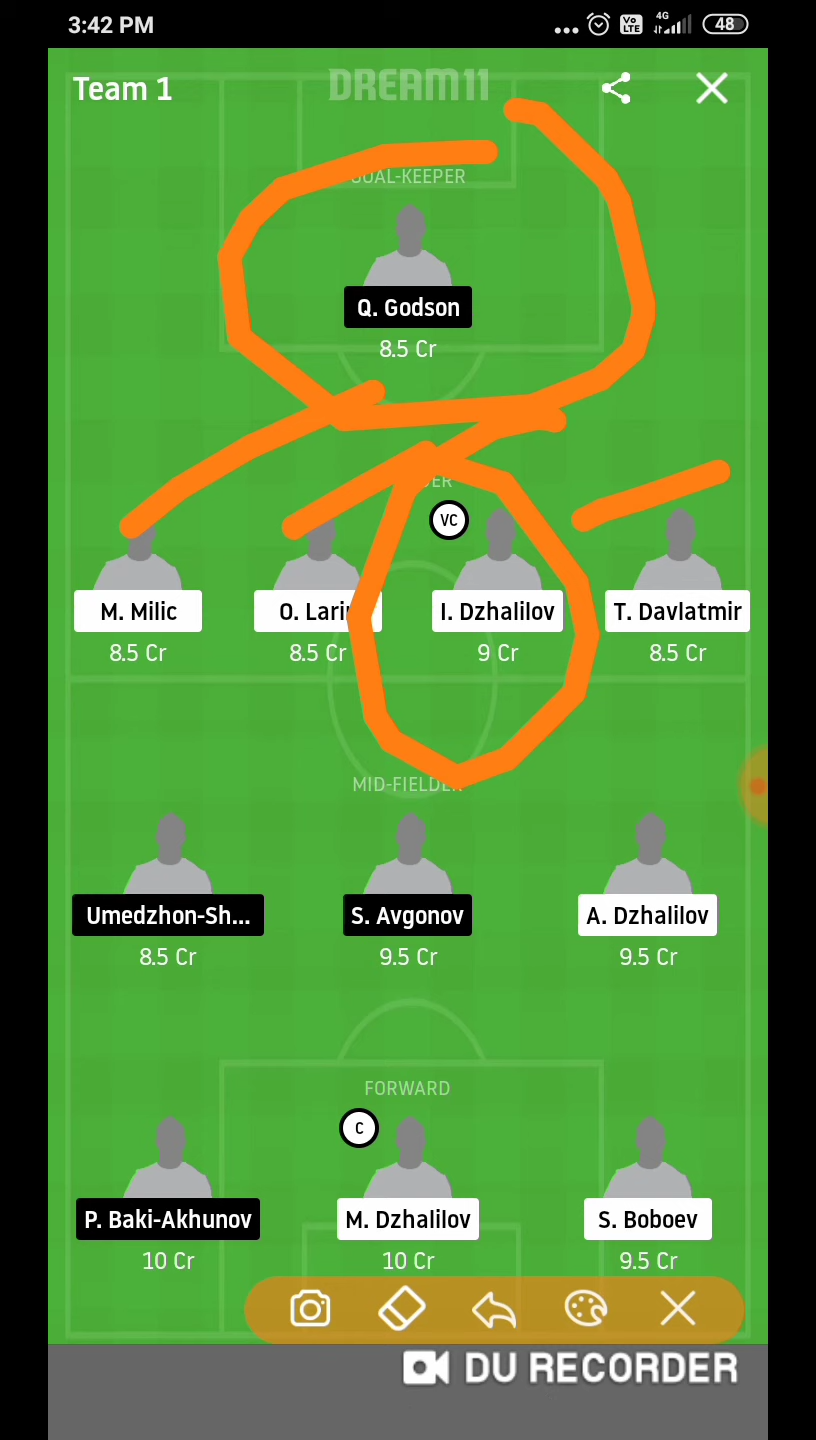 3:42 PM
4G
Vo
LTE
48
Team 1
DREAM11
GOAL-KEEPER
Q. Godson
8.5 Cr
VC
M. Milic
I. Dzhalilov
T. Davlatmir
8.5 Cr
8.5 Cr
9 Cr
8.5 Cr
MID-FIELDER
Umedzhon-Sh...
S. Avgonov
A. Dzhalilov
8.5 Cr
9.5 Cr
9.5 Cr
FORWARD
C
P. Baki-Akhunov
M. Dzhalilov
S. Boboev
10 Cr
10 Cr
9.5 Cr
DU RECORDER